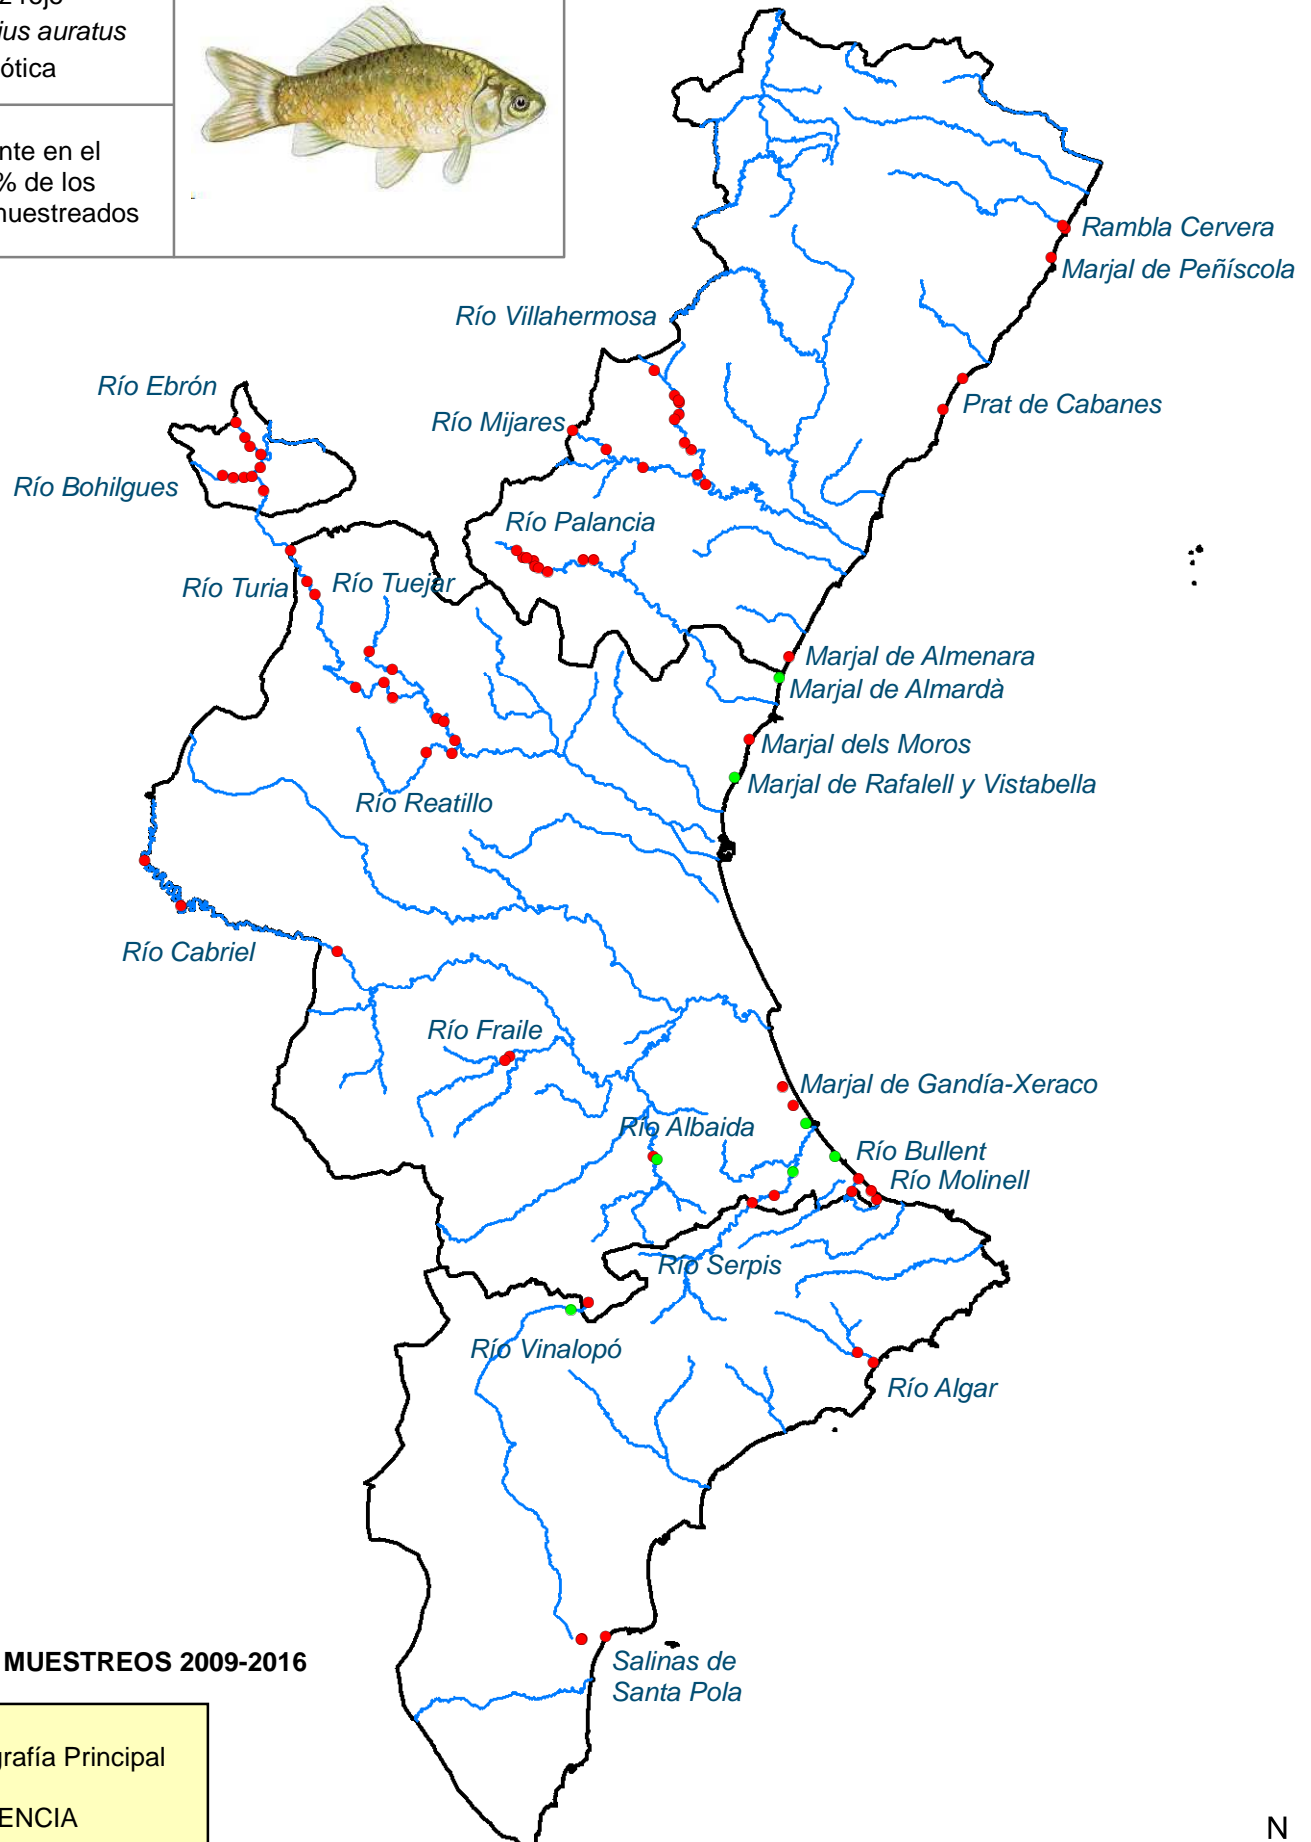 z rojo
ius auratus
ótica
nte en el
% de los
nuestreados
Rambla Cervera
Marjal de Peñíscola
Río Villahermosa
Río Ebrón
Río Mijares
Prat de Cabanes
Río Bohilgues
Río Palancia
Río Turia
Río Tuejar
Marjal de Almenara
Marjal de Almardà
Marjal dels Moros
Marjal de Rafalell y Vistabella
Río Reatillo
Río Cabriel
Río Fraile
Marjal de Gandía-Xeraco
Río Albaida
Río Bullent
Río Molinell
Río Serpis
Río Vinalopó
Río Algar
Salinas de
Santa Pola
MUESTREOS 2009-2016
grafía Principal
ENCIA
N